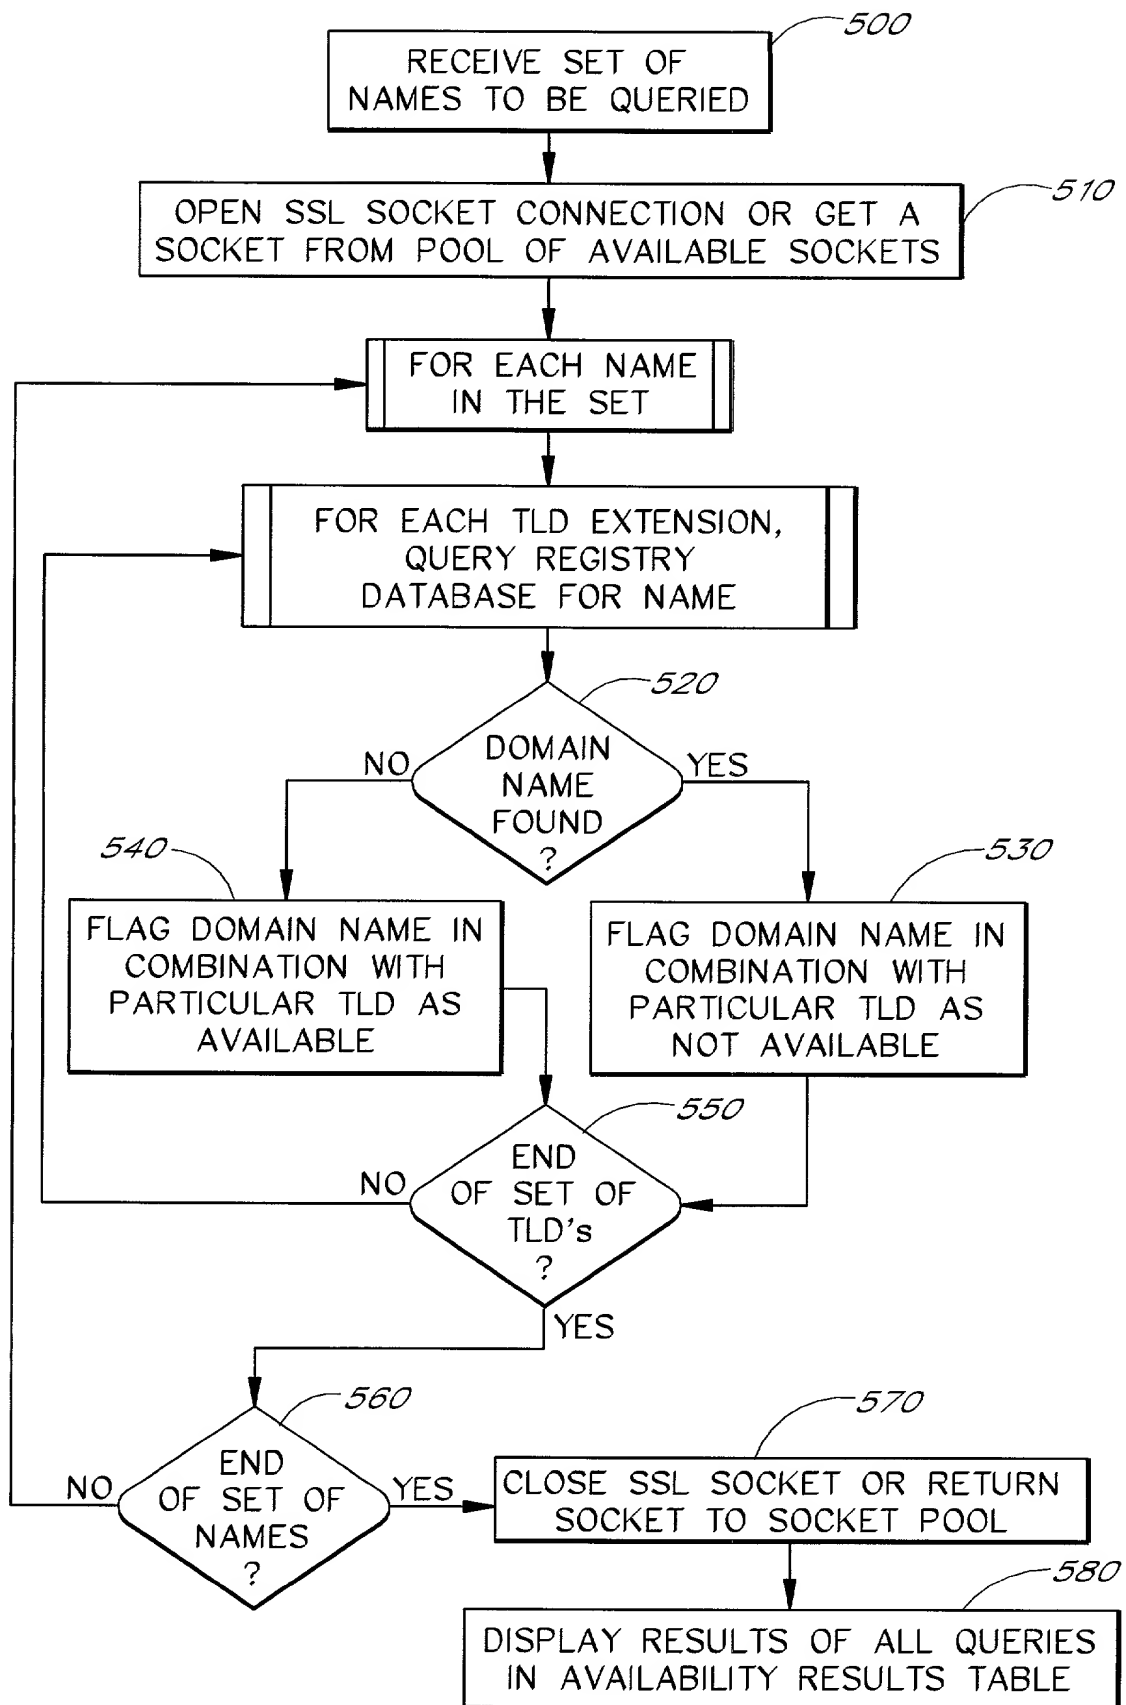 500
RECEIVE SET OF
NAMES TO BE QUERIED
510
OPEN SSL SOCKET CONNECTION OR GET A
SOCKET FROM POOL OF AVAILABLE SOCKETS
FOR EACH NAME
IN THE SET
FOR EACH TLD EXTENSION,
QUERY REGISTRY
DATABASE FOR NAME
520
NO
DOMAIN
NAME
FOUND
?
YES
540
FLAG DOMAIN NAME IN
COMBINATION WITH
PARTICULAR TLD AS
AVAILABLE
530
FLAG DOMAIN NAME IN
COMBINATION WITH
PARTICULAR TLD AS
NOT AVAILABLE
550
NO
END
OF SET OF
TLD's
?
YES
560
NO
END
OF SET OF
NAMES
?
YES
570
CLOSE SSL SOCKET OR RETURN
SOCKET TO SOCKET POOL
580
DISPLAY RESULTS OF ALL QUERIES
IN AVAILABILITY RESULTS TABLE